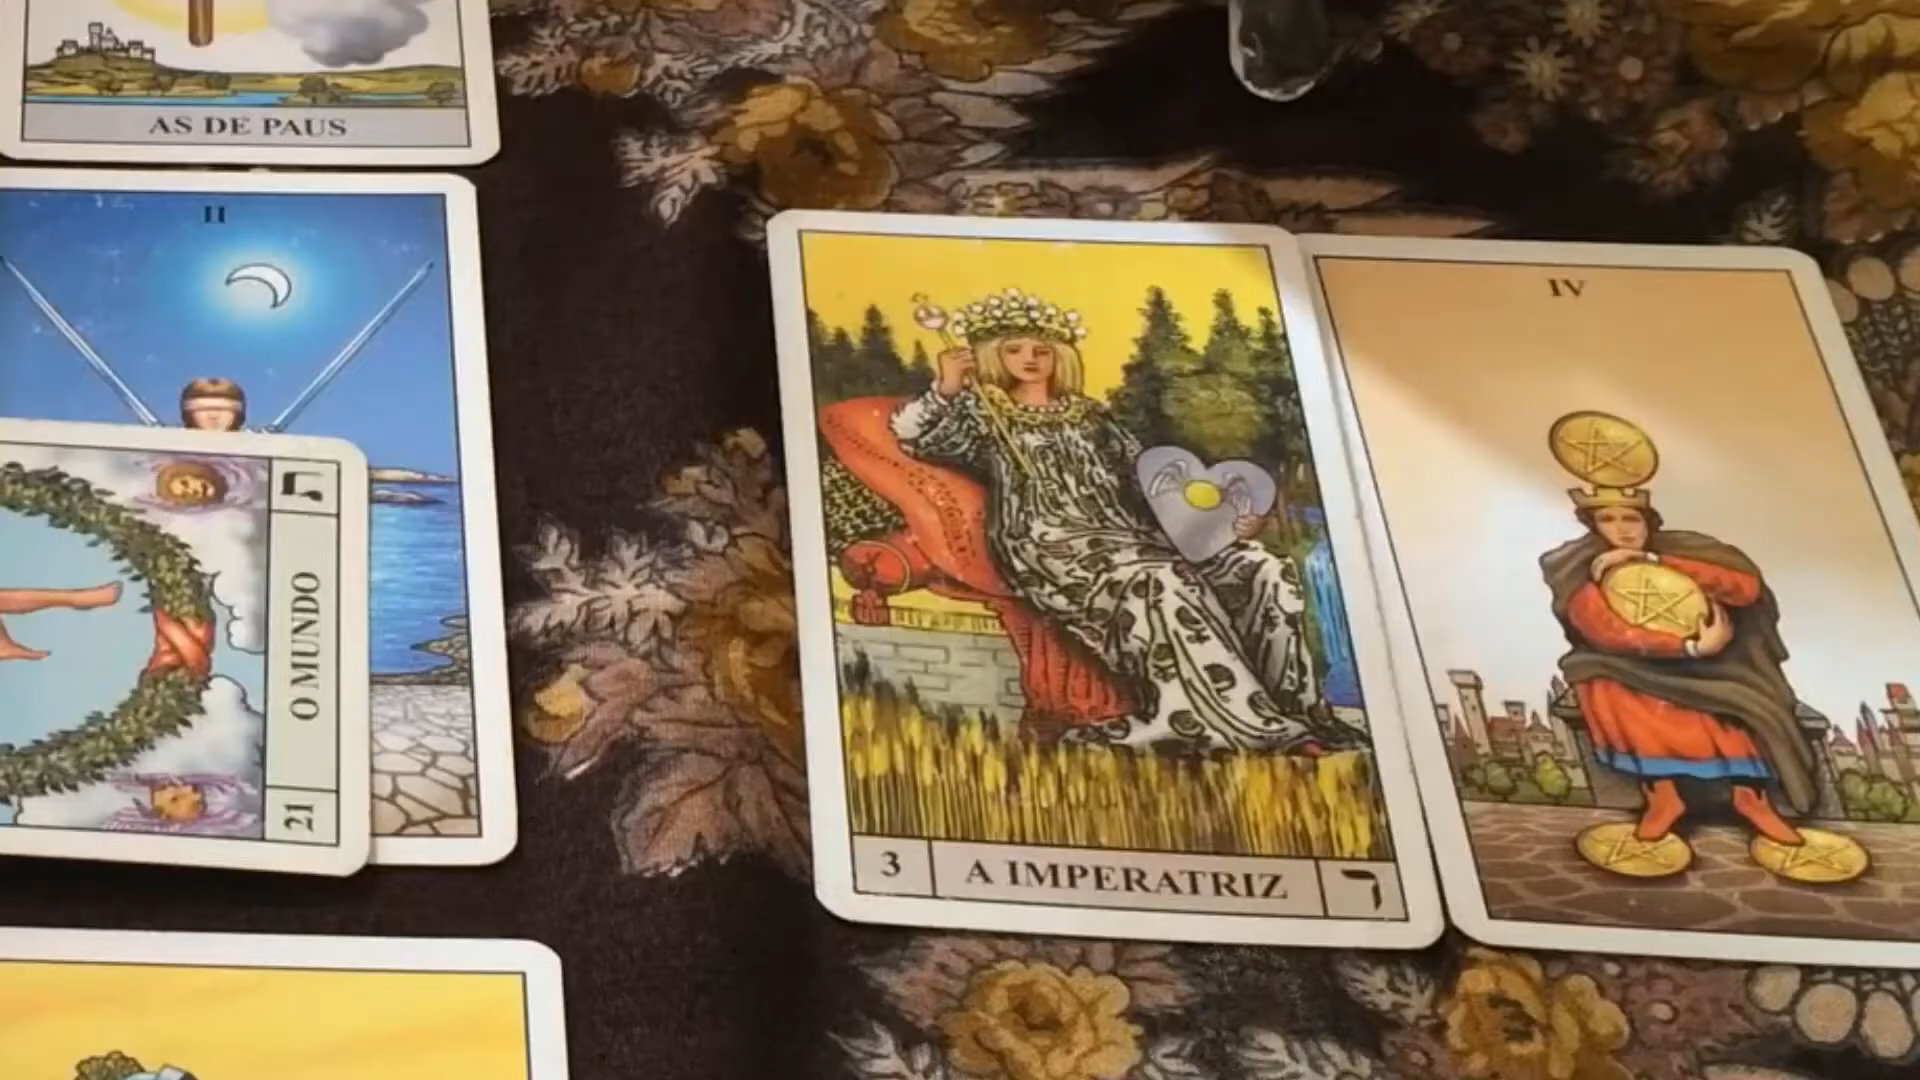 AS DE PAUS
II
ת
O MUNDO
21
3
A IMPERATRIZ
ד
IV